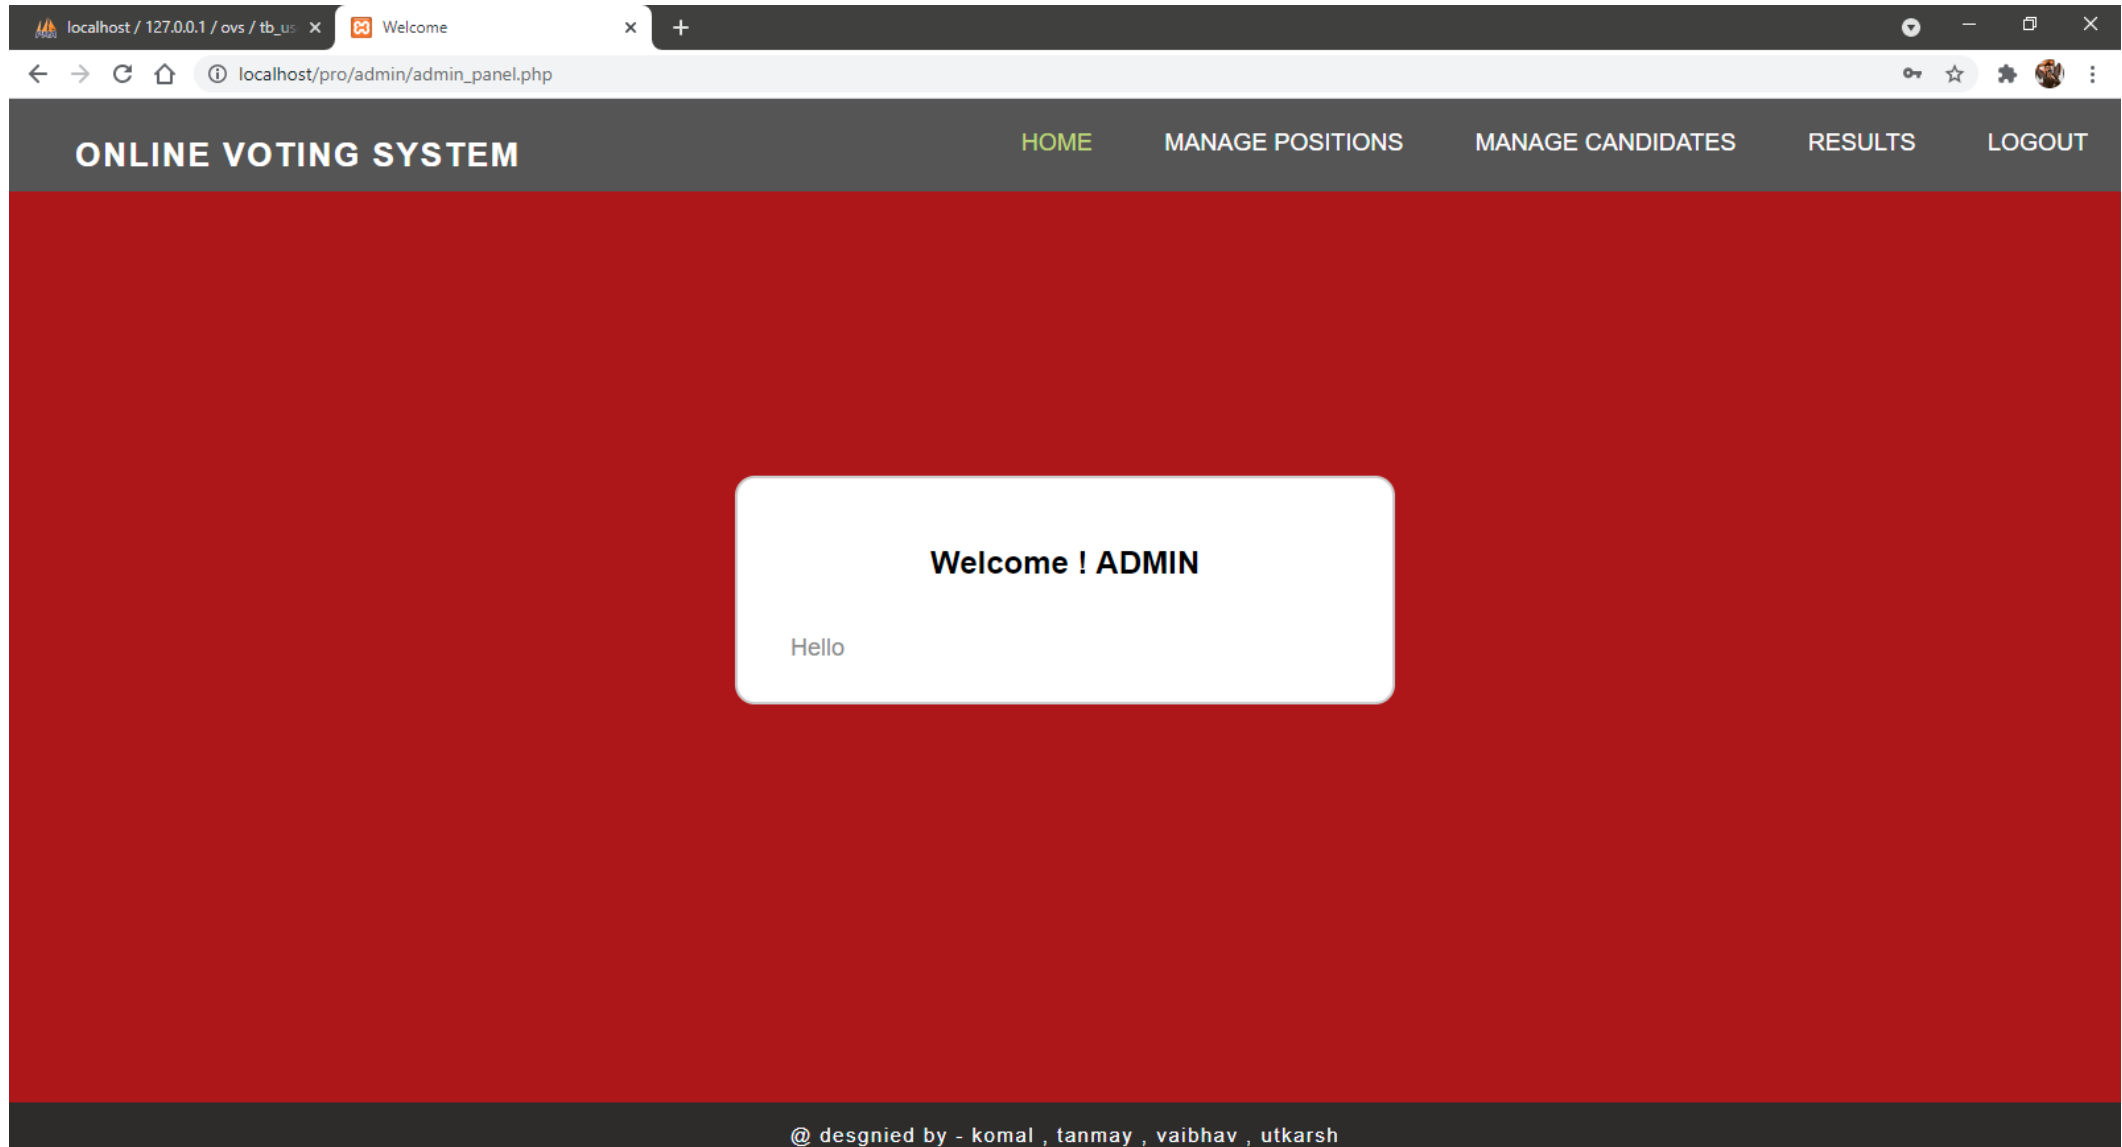 localhost / 127.0.0.1 / ovs / tb_us
Welcome
localhost/pro/admin/admin_panel.php
ONLINE VOTING SYSTEM
HOME MANAGE POSITIONS MANAGE CANDIDATES RESULTS LOGOUT
Welcome ! ADMIN
Hello
@ desgnied by - komal , tanmay , vaibhav , utkarsh